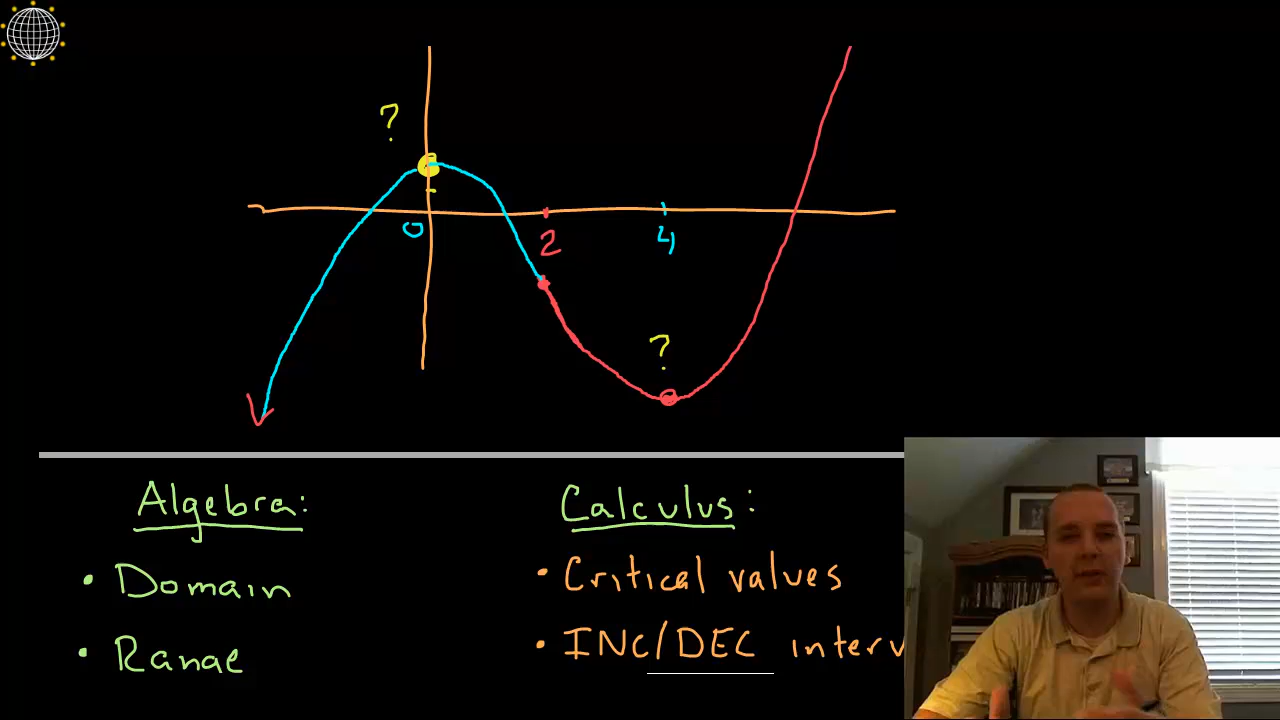 ?
0
2
4
?
Algebra:
• Domain
• Range
Calculus:
• Critical values
• INC/DEC interv